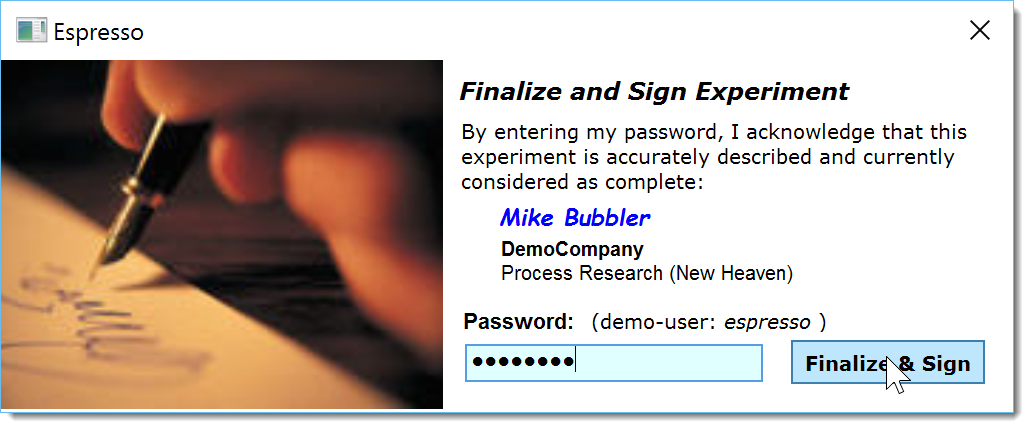 Espresso
Finalize and Sign Experiment
By entering my password, I acknowledge that this
experiment is accurately described and currently
considered as complete:
Mike Bubbler
DemoCompany
Process Research (New Heaven)
Password: (demo-user: espresso )
••••••••
Finalize & Sign